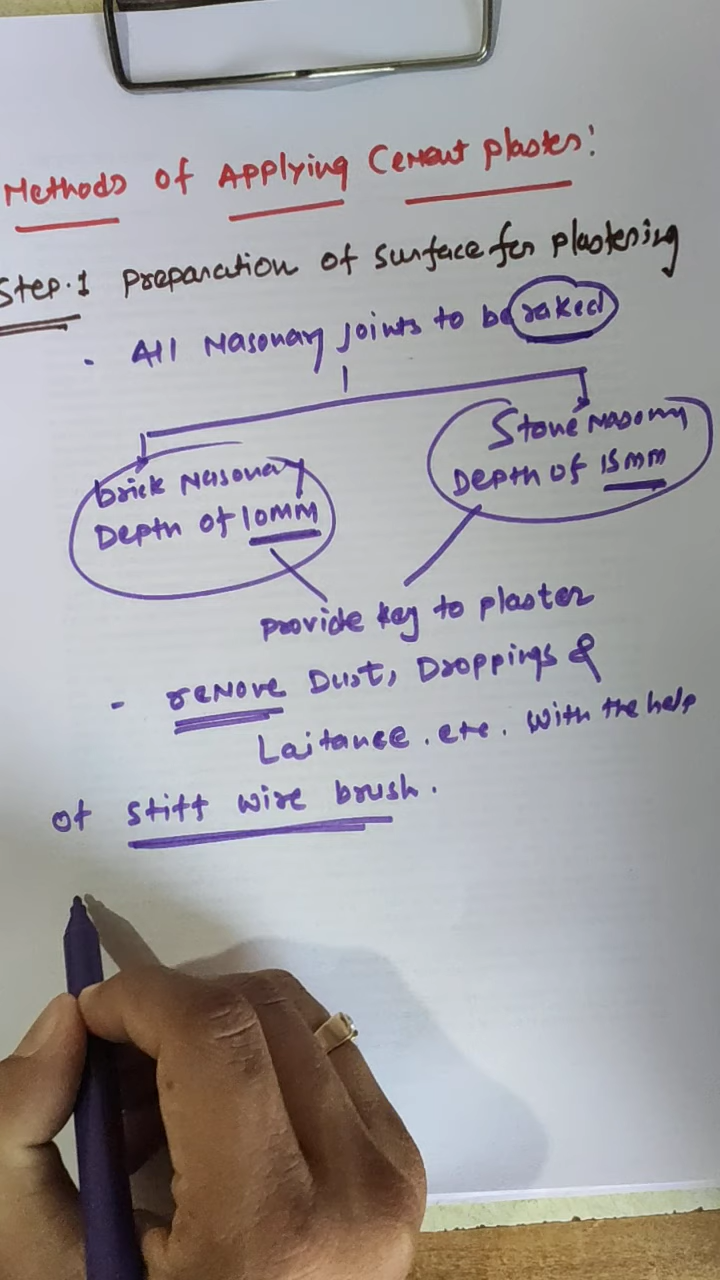 Methods of Applying Cement plaster:
Step.1 preparation of surface for plastering
- All Masonary joints to be raked
Stone Masonry
Depth of 15mm
brick Masonary
Depth of 10MM
provide key to plaster
- remove Dust, Droppings &
Laitance. etc. with the help
of stiff wire brush.